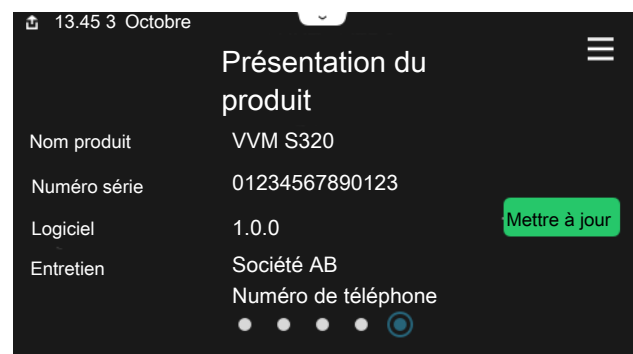 13.45 3 Octobre
Présentation du
produit
Nom produit VVM S320
Numéro série 01234567890123
Logiciel 1.0.0 Mettre à jour
Entretien Société AB
Numéro de téléphone